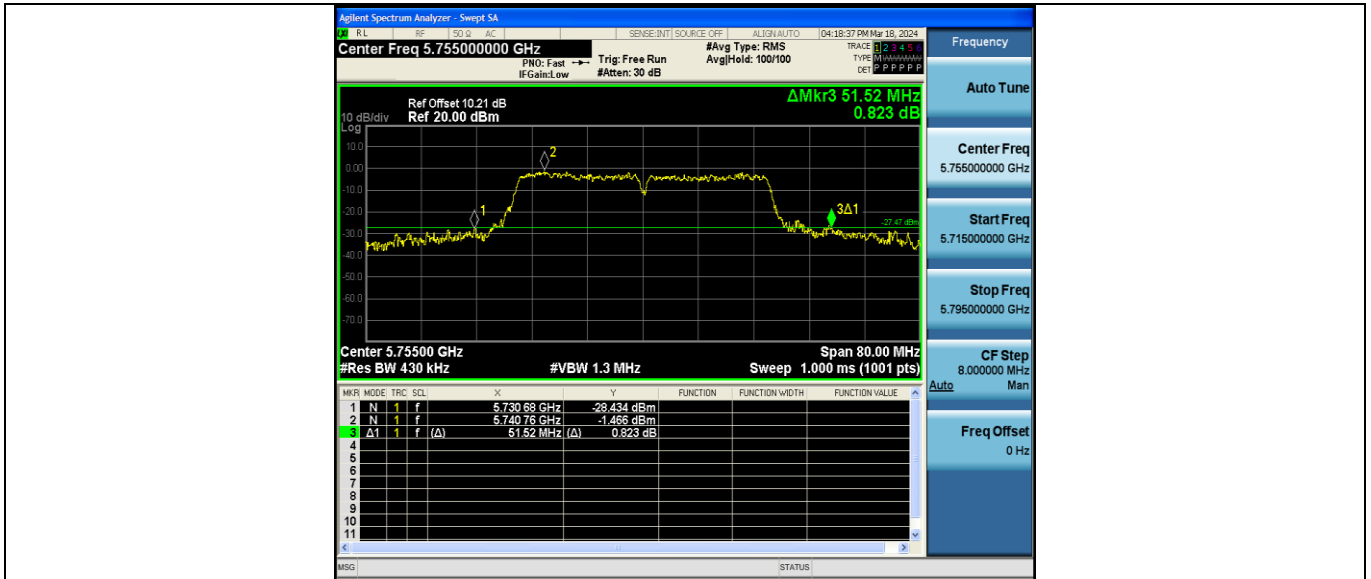 Agilent Spectrum Analyzer - Swept SA
LXI RL RF 50 Ω AC SENSE:INT SOURCE OFF ALIGN AUTO 04:18:37 PM Mar 18, 2024
Center Freq 5.755000000 GHz
PNO: Fast
IFGain:Low
Trig: Free Run
#Atten: 30 dB
#Avg Type: RMS
Avg|Hold: 100/100
TRACE 1 2 3 4 5 6
TYPE M WWWWW
DET P P P P P P
Ref Offset 10.21 dB
10 dB/div Ref 20.00 dBm
Log
ΔMkr3 51.52 MHz
0.823 dB
10.0
0.00
-10.0
-20.0
-30.0
-40.0
-50.0
-60.0
-70.0
2
1
3Δ1
-27.47 dBm
Center 5.75500 GHz Span 80.00 MHz
#Res BW 430 kHz #VBW 1.3 MHz Sweep 1.000 ms (1001 pts)
MKR MODE TRC SCL X Y FUNCTION FUNCTION WIDTH FUNCTION VALUE
1 N 1 f 5.730 68 GHz -28.434 dBm
2 N 1 f 5.740 76 GHz -1.466 dBm
3 Δ1 1 f (Δ) 51.52 MHz (Δ) 0.823 dB
4
5
6
7
8
9
10
11
MSG STATUS
Frequency
Auto Tune
Center Freq
5.755000000 GHz
Start Freq
5.715000000 GHz
Stop Freq
5.795000000 GHz
CF Step
8.000000 MHz
Auto Man
Freq Offset
0 Hz